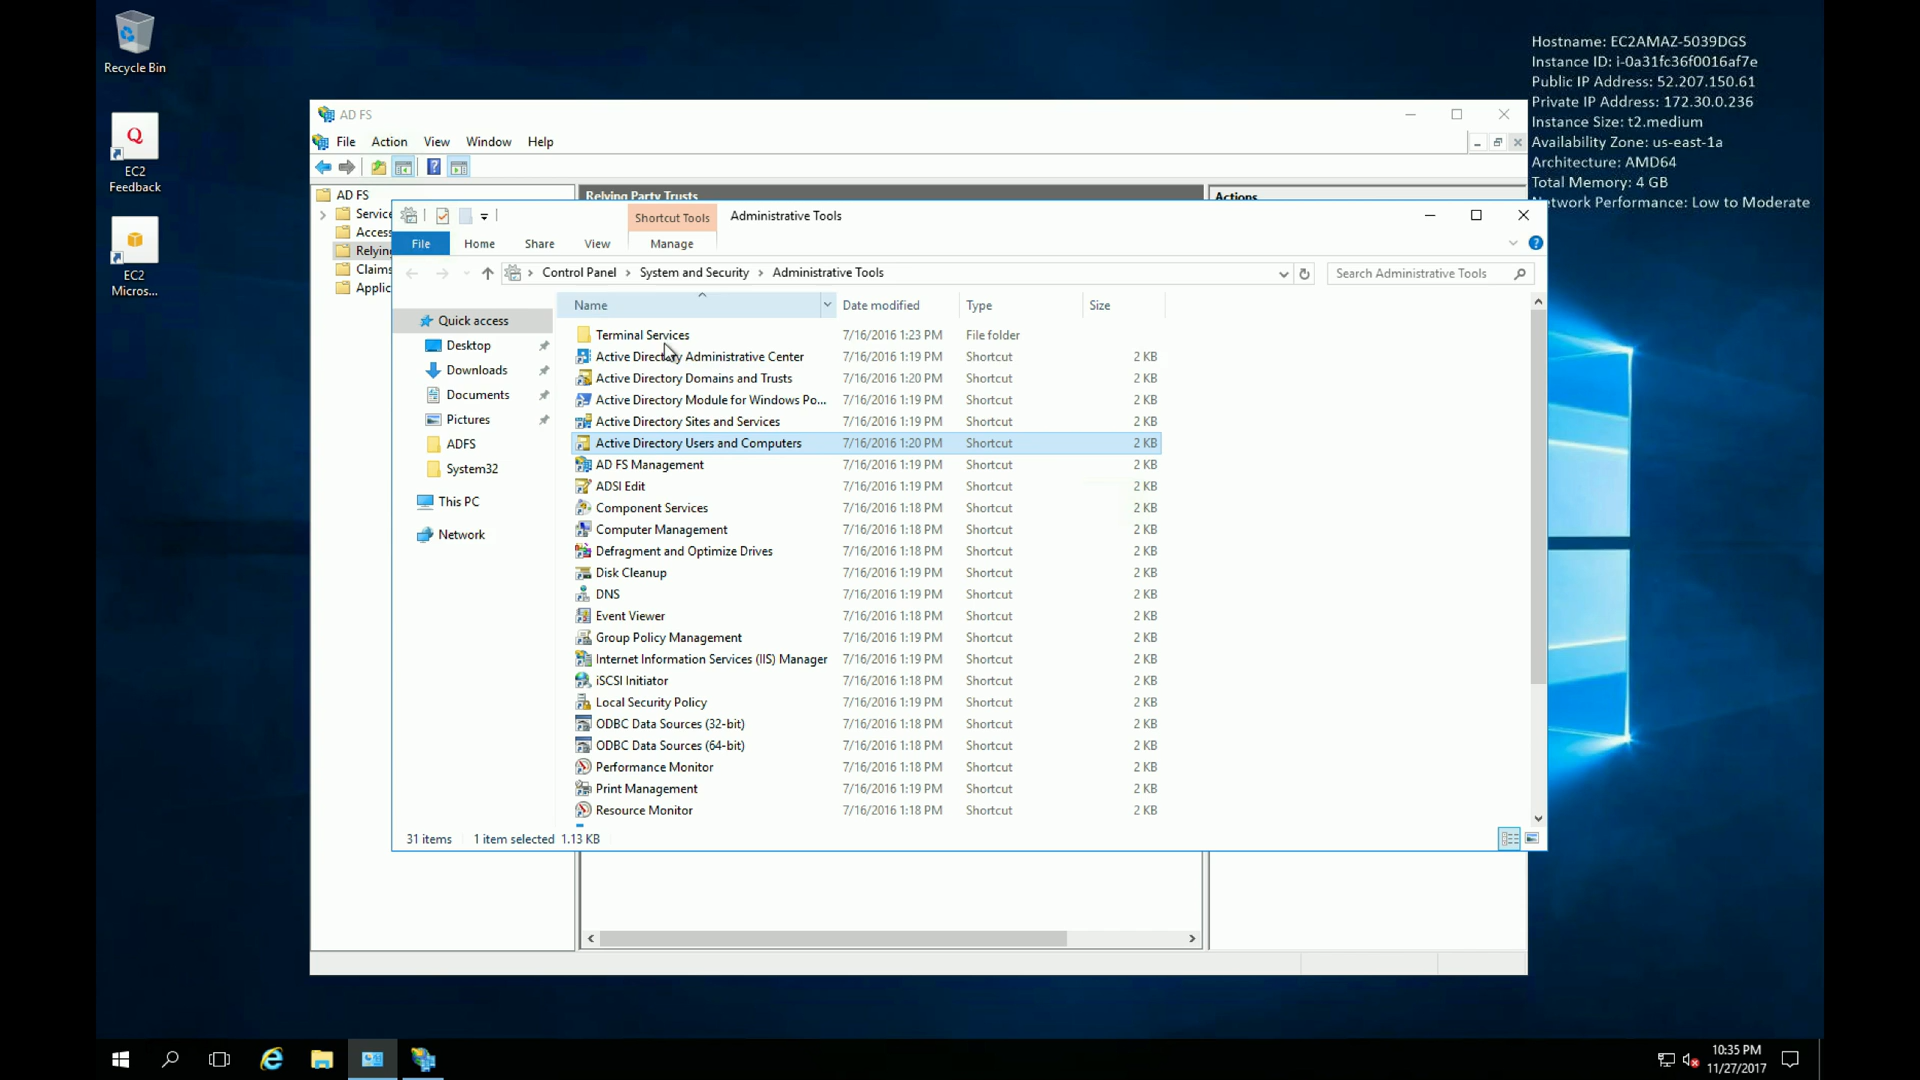 Recycle Bin
EC2
Feedback
EC2
Micros...
Hostname: EC2AMAZ-5039DGS
Instance ID: i-0a31fc36f0016af7e
Public IP Address: 52.207.150.61
Private IP Address: 172.30.0.236
Instance Size: t2.medium
Availability Zone: us-east-1a
Architecture: AMD64
Total Memory: 4 GB
Network Performance: Low to Moderate
AD FS
File Action View Window Help
AD FS
Relying Party Trusts
Actions
Service
Access
Relying
Claims
Applic
Shortcut Tools Administrative Tools
File Home Share View Manage
Control Panel System and Security Administrative Tools
Search Administrative Tools
Quick access
Desktop
Downloads
Documents
Pictures
ADFS
System32
This PC
Network
Name Date modified Type Size
Terminal Services 7/16/2016 1:23 PM File folder
Active Directory Administrative Center 7/16/2016 1:19 PM Shortcut 2 KB
Active Directory Domains and Trusts 7/16/2016 1:20 PM Shortcut 2 KB
Active Directory Module for Windows Po... 7/16/2016 1:19 PM Shortcut 2 KB
Active Directory Sites and Services 7/16/2016 1:19 PM Shortcut 2 KB
Active Directory Users and Computers 7/16/2016 1:20 PM Shortcut 2 KB
AD FS Management 7/16/2016 1:19 PM Shortcut 2 KB
ADSI Edit 7/16/2016 1:19 PM Shortcut 2 KB
Component Services 7/16/2016 1:18 PM Shortcut 2 KB
Computer Management 7/16/2016 1:18 PM Shortcut 2 KB
Defragment and Optimize Drives 7/16/2016 1:18 PM Shortcut 2 KB
Disk Cleanup 7/16/2016 1:19 PM Shortcut 2 KB
DNS 7/16/2016 1:19 PM Shortcut 2 KB
Event Viewer 7/16/2016 1:18 PM Shortcut 2 KB
Group Policy Management 7/16/2016 1:19 PM Shortcut 2 KB
Internet Information Services (IIS) Manager 7/16/2016 1:19 PM Shortcut 2 KB
iSCSI Initiator 7/16/2016 1:18 PM Shortcut 2 KB
Local Security Policy 7/16/2016 1:19 PM Shortcut 2 KB
ODBC Data Sources (32-bit) 7/16/2016 1:18 PM Shortcut 2 KB
ODBC Data Sources (64-bit) 7/16/2016 1:18 PM Shortcut 2 KB
Performance Monitor 7/16/2016 1:18 PM Shortcut 2 KB
Print Management 7/16/2016 1:19 PM Shortcut 2 KB
Resource Monitor 7/16/2016 1:18 PM Shortcut 2 KB
31 items 1 item selected 1.13 KB
10:35 PM
11/27/2017